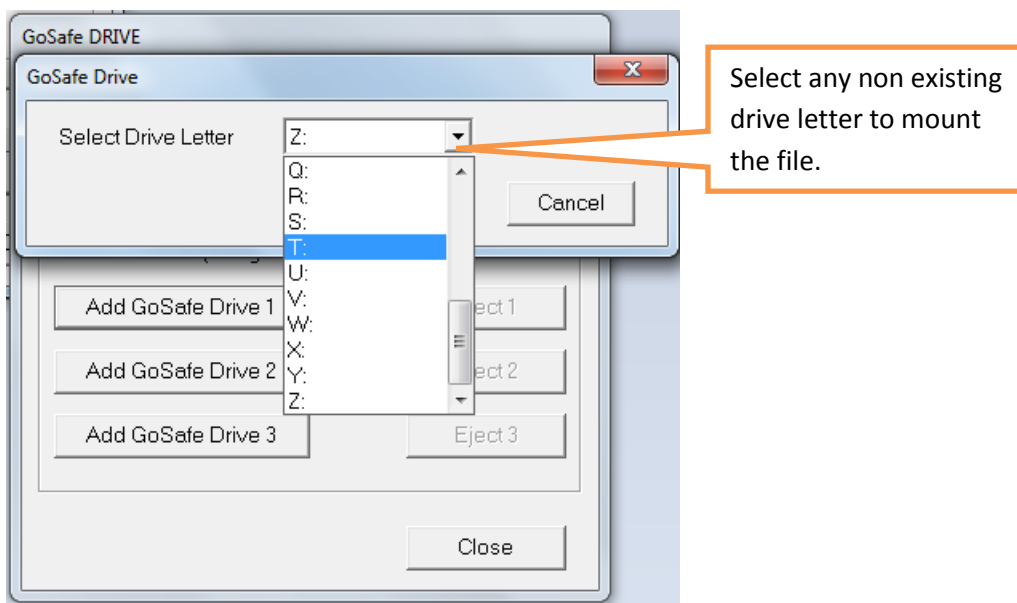 GoSafe DRIVE
GoSafe Drive
Select Drive Letter
Z:
Q:
R:
S:
T:
U:
V:
W:
X:
Y:
Z:
Cancel
Select any non existing
drive letter to mount
the file.
Add GoSafe Drive 1
ect 1
Add GoSafe Drive 2
ect 2
Add GoSafe Drive 3
Eject 3
Close